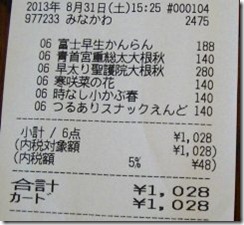 2013年 8月31日(土)15:25 #000104
977233 みなかわ 2475
06 富士早生かんらん 188
06 青首宮重総太大根秋 140
06 早太り聖護院大根秋 280
06 寒咲菜の花 140
06 時なし小かぶ春 140
06 つるありスナックえんど 140
小計 / 6点 ¥1,028
(内税対象額 ¥1,028)
(内税額 5% ¥48)
合計 ¥1,028
カード ¥1,028